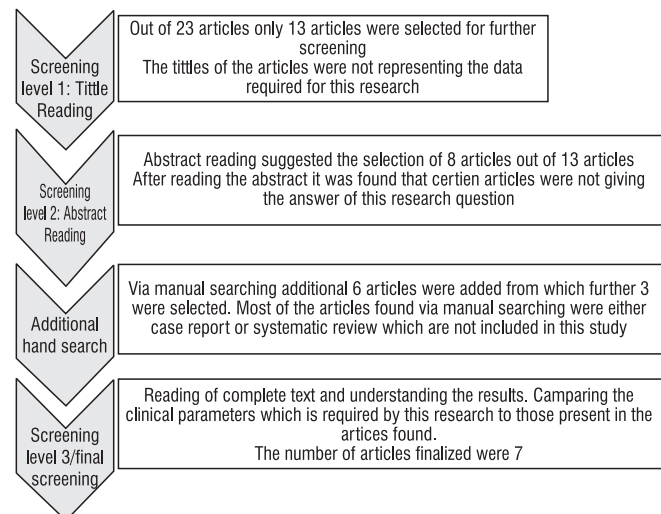 Screening
level 1: Tittle
Reading
Out of 23 articles only 13 articles were selected for further
screening
The tittles of the articles were not representing the data
required for this research
Screening
level 2: Abstract
Reading
Abstract reading suggested the selection of 8 articles out of 13 articles
After reading the abstract it was found that certien articles were not giving
the answer of this research question
Additional
hand search
Via manual searching additional 6 articles were added from which further 3
were selected. Most of the articles found via manual searching were either
case report or systematic review which are not included in this study
Screening
level 3/final
screening
Reading of complete text and understanding the results. Camparing the
clinical parameters which is required by this research to those present in the
artices found.
The number of articles finalized were 7